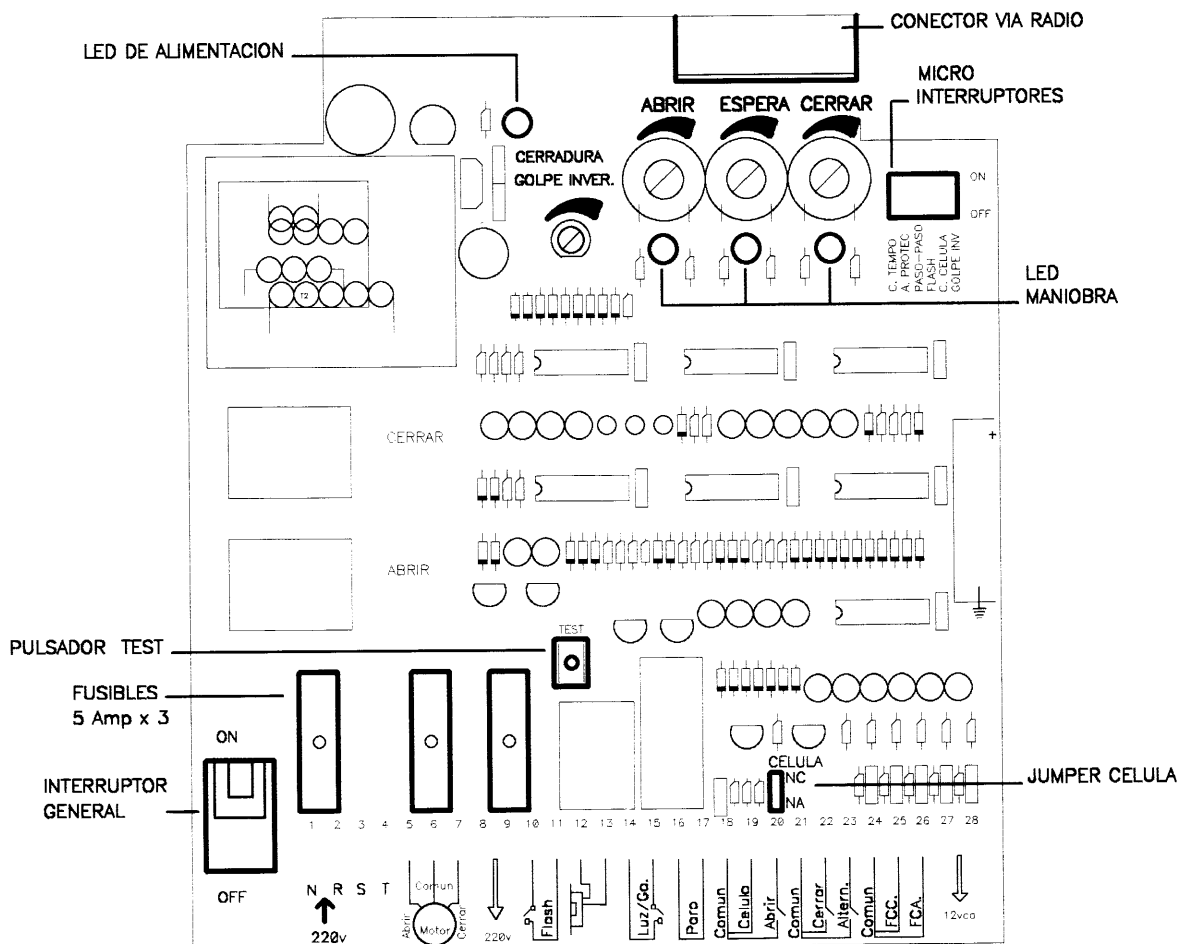 CONECTOR VIA RADIO
LED DE ALIMENTACION
MICRO
INTERRUPTORES
ABRIR ESPERA CERRAR
CERRADURA
GOLPE INVER.
ON
OFF
C. TEMPO
A. PROTEC
PASO-PASO
FLASH
C. CELULA
GOLPE INV
LED
MANIOBRA
T2
CERRAR
+
ABRIR
TEST
PULSADOR TEST
FUSIBLES
5 Amp x 3
ON
INTERRUPTOR
GENERAL
OFF
CELULA
NC
NA
JUMPER CELULA
1 2 3 4 5 6 7 8 9 10 11 12 13 14 15 16 17 18 19 20 21 22 23 24 25 26 27 28
N R S T
220v
Comun
Abrir
Motor
Cerrar
220v
Flash
Luz/Ga.
Paro
Comun
Celula
Abrir
Comun
Cerrar
Altern.
Comun
FCC.
FCA.
12vca